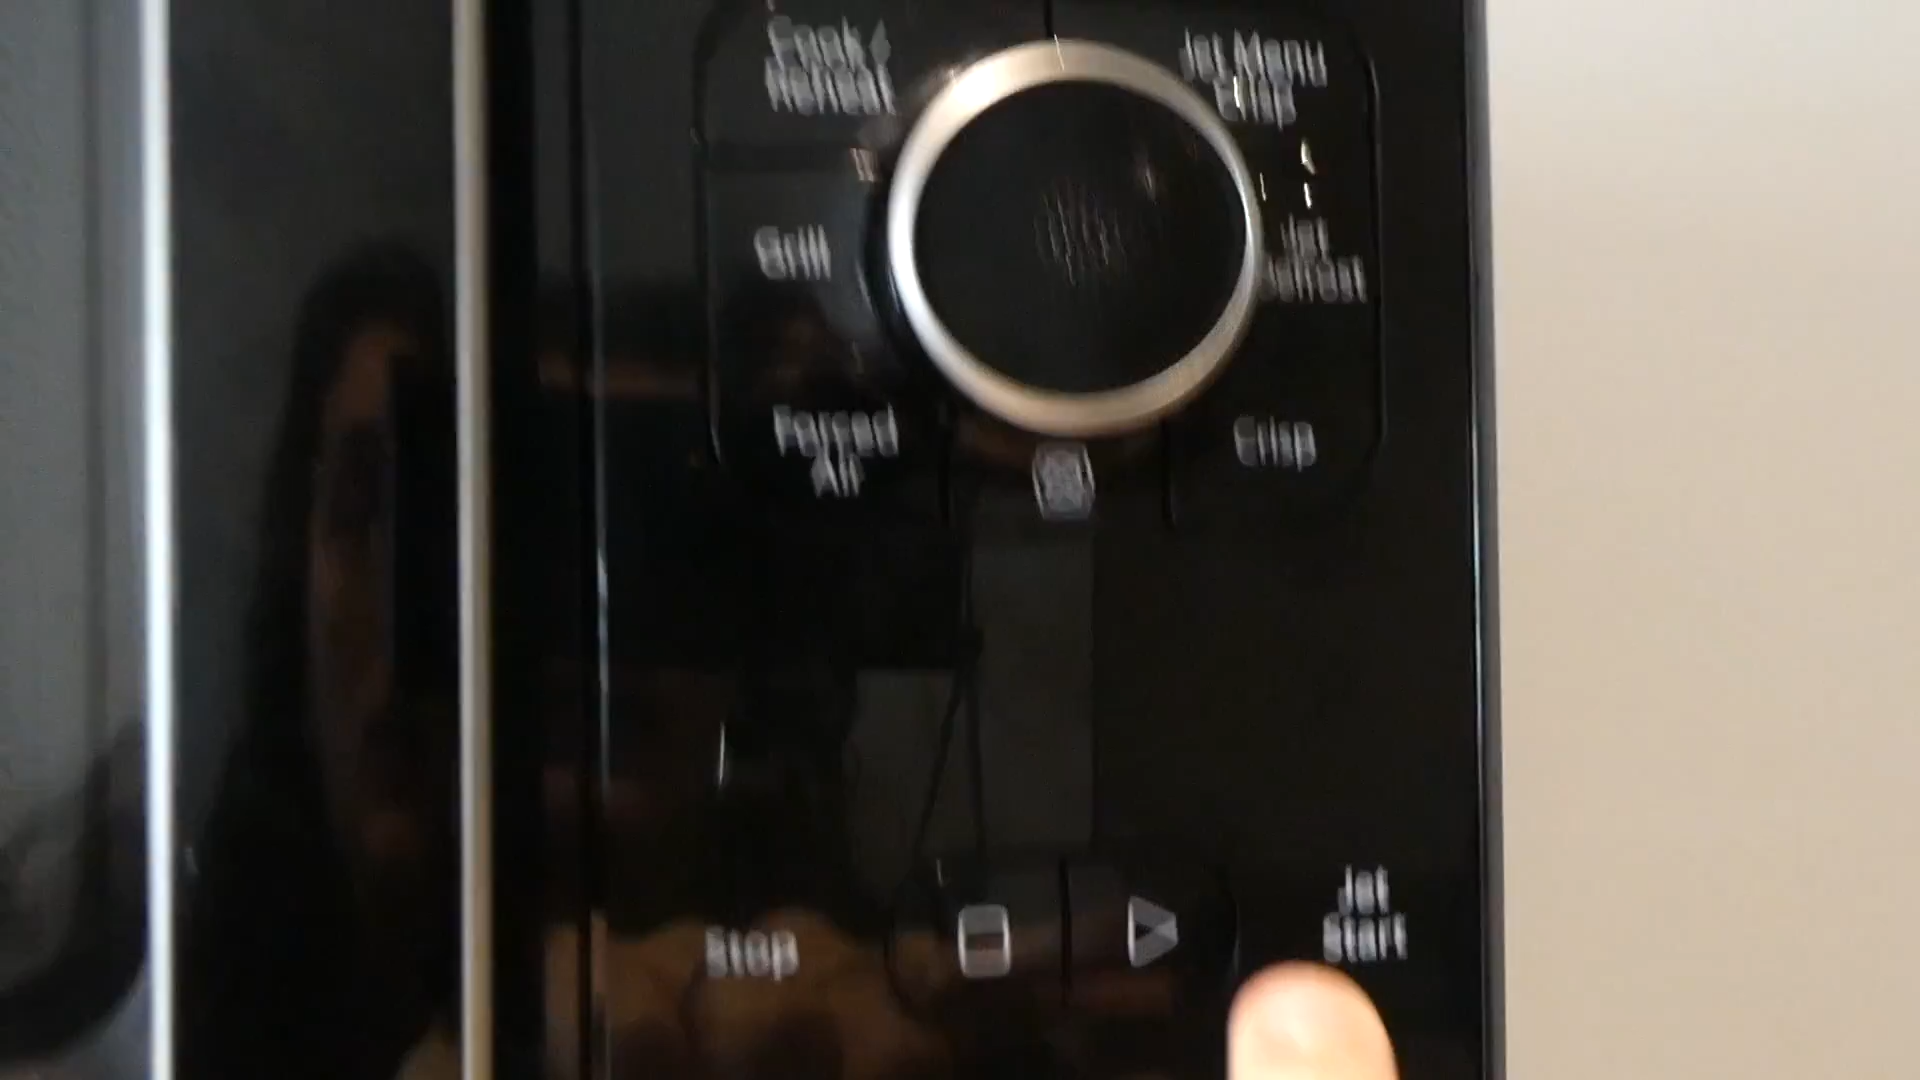 Cook /
Reheat
Jet Menu
Crisp
Grill
Jet
Defrost
Forced
Air
Crisp
Stop
Jet
Start